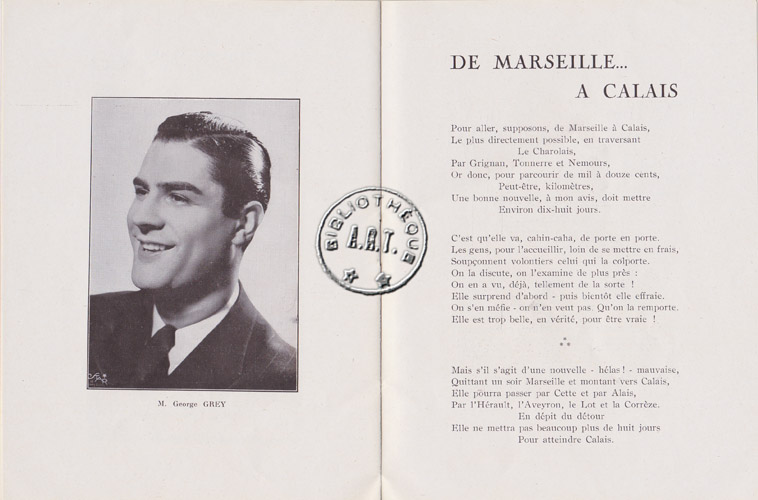 M. George GREY
BIBLIOTHÈQUE
A.R.T.
DE MARSEILLE...
A CALAIS
Pour aller, supposons, de Marseille à Calais,
Le plus directement possible, en traversant
Le Charolais,
Par Grignan, Tonnerre et Nemours,
Or donc, pour parcourir de mil à douze cents,
Peut-être, kilomètres,
Une bonne nouvelle, à mon avis, doit mettre
Environ dix-huit jours.
C'est qu'elle va, cahin-caha, de porte en porte.
Les gens, pour l'accueillir, loin de se mettre en frais,
Soupçonnent volontiers celui qui la colporte.
On la discute, on l'examine de plus près :
On en a vu, déjà, tellement de la sorte !
Elle surprend d'abord - puis bientôt elle effraie.
On s'en méfie - on n'en veut pas. Qu'on la remporte.
Elle est trop belle, en vérité, pour être vraie !
Mais s'il s'agit d'une nouvelle - hélas ! - mauvaise,
Quittant un soir Marseille et montant vers Calais,
Elle pourra passer par Cette et par Alais,
Par l'Hérault, l'Aveyron, le Lot et la Corrèze.
En dépit du détour
Elle ne mettra pas beaucoup plus de huit jours
Pour atteindre Calais.